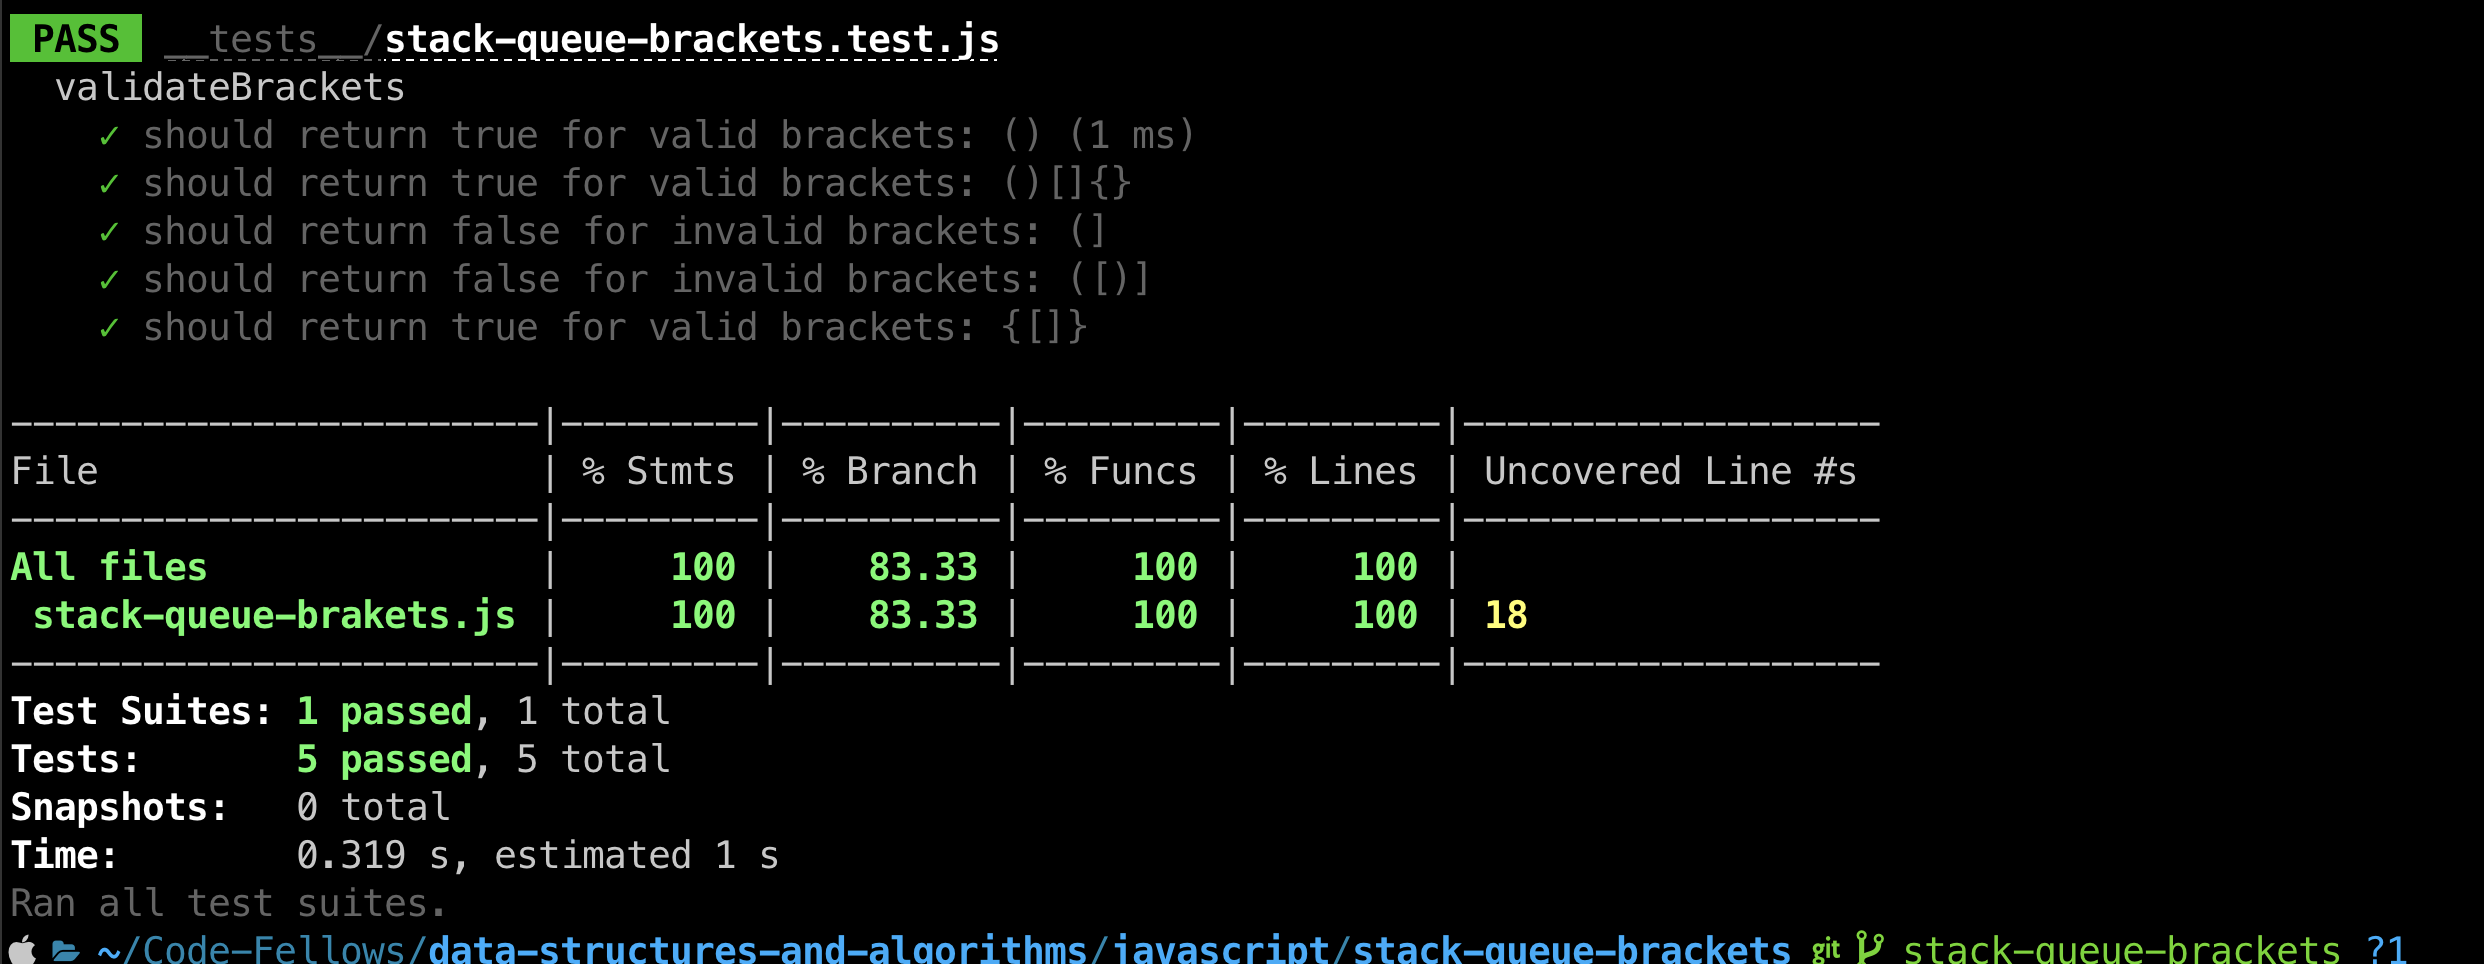 PASS __tests__/stack-queue-brackets.test.js
validateBrackets
✓ should return true for valid brackets: () (1 ms)
✓ should return true for valid brackets: ()[]{}
✓ should return false for invalid brackets: (]
✓ should return false for invalid brackets: ([)]
✓ should return true for valid brackets: {[]}
------------------------|---------|----------|---------|---------|-------------------
File                    | % Stmts | % Branch | % Funcs | % Lines | Uncovered Line #s
------------------------|---------|----------|---------|---------|-------------------
All files               |     100 |    83.33 |     100 |     100 |
 stack-queue-brakets.js |     100 |    83.33 |     100 |     100 | 18
------------------------|---------|----------|---------|---------|-------------------
Test Suites: 1 passed, 1 total
Tests:       5 passed, 5 total
Snapshots:   0 total
Time:        0.319 s, estimated 1 s
Ran all test suites.
~/Code-Fellows/data-structures-and-algorithms/javascript/stack-queue-brackets git stack-queue-brackets ?1